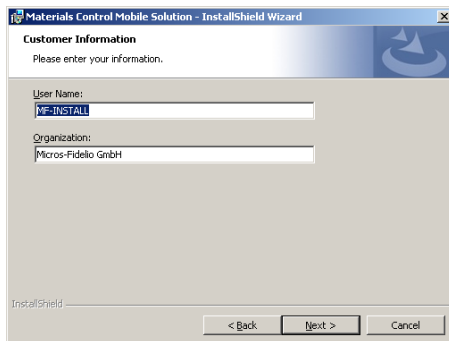 Materials Control Mobile Solution - InstallShield Wizard
Customer Information
Please enter your information.
User Name:
MF-INSTALL
Organization:
Micros-Fidelio GmbH
InstallShield
< Back
Next >
Cancel